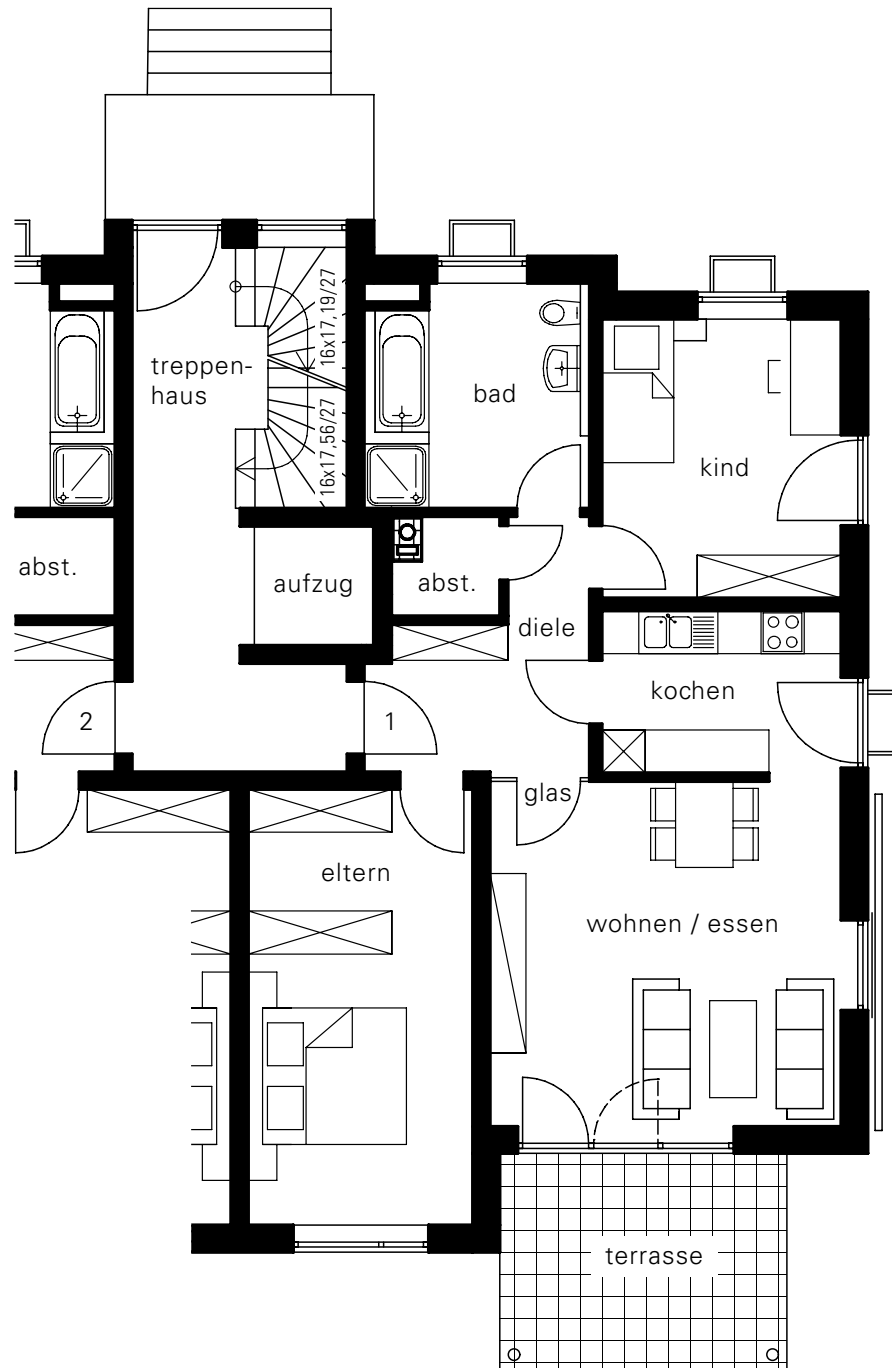 treppen-
haus
16x17,19/27
16x17,56/27
bad
kind
abst.
aufzug
abst.
diele
kochen
2
1
glas
eltern
wohnen / essen
terrasse